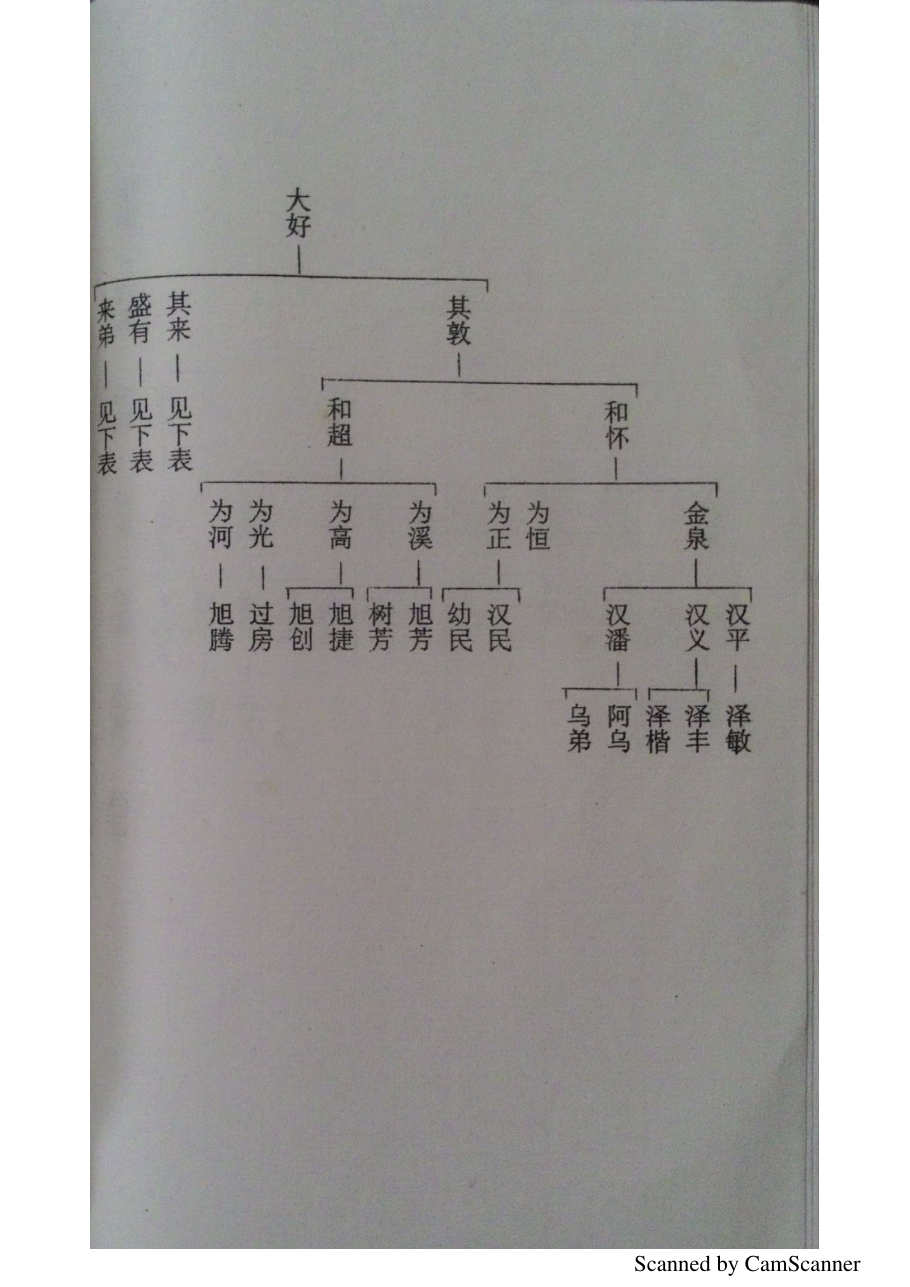 大好
其敦
其来
盛有
来弟
见下表
见下表
见下表
和怀
和超
金泉
为恒
为正
为溪
为高
为光
为河
汉平
汉义
汉潘
汉民
幼民
旭芳
树芳
旭捷
旭创
过房
旭腾
泽敏
泽丰
泽楷
阿乌
乌弟
Scanned by CamScanner